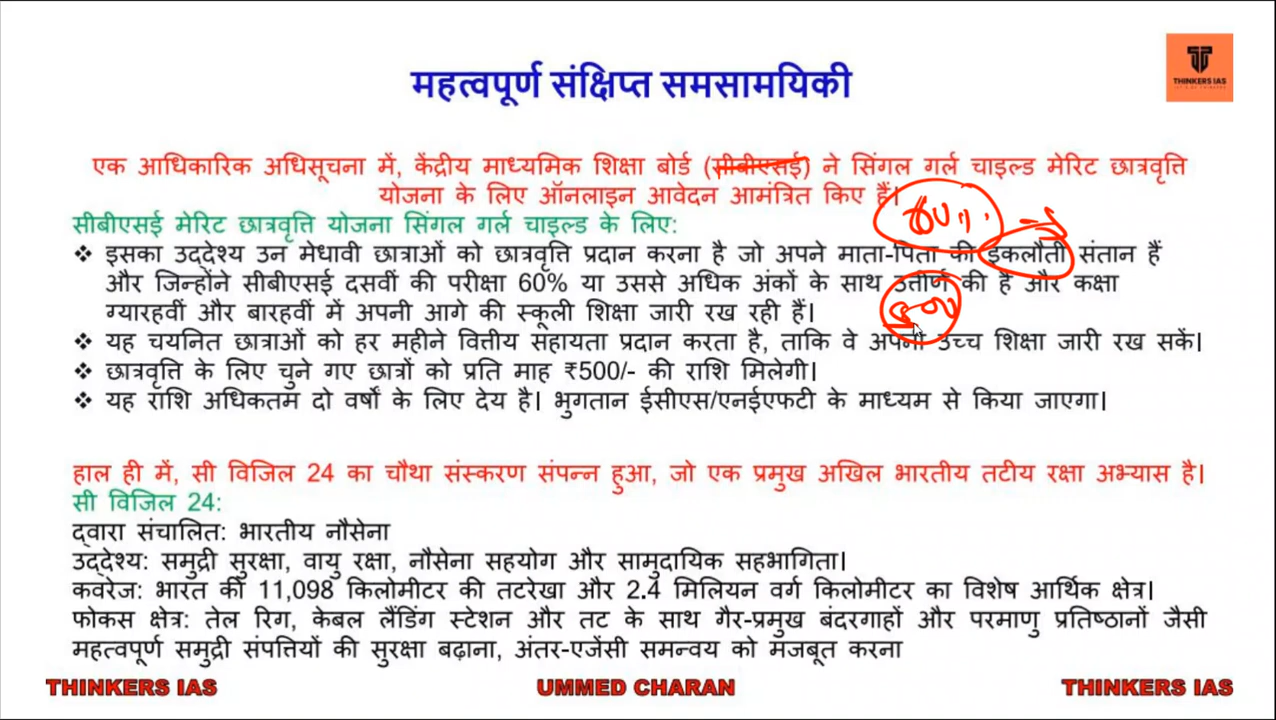 महत्वपूर्ण संक्षिप्त समसामयिकी
THINKERS IAS
एक आधिकारिक अधिसूचना में, केंद्रीय माध्यमिक शिक्षा बोर्ड (सीबीएसई) ने सिंगल गर्ल चाइल्ड मेरिट छात्रवृत्ति
योजना के लिए ऑनलाइन आवेदन आमंत्रित किए हैं।
60%
सीबीएसई मेरिट छात्रवृत्ति योजना सिंगल गर्ल चाइल्ड के लिए:
❖ इसका उद्देश्य उन मेधावी छात्राओं को छात्रवृत्ति प्रदान करना है जो अपने माता-पिता की इकलौती संतान हैं
और जिन्होंने सीबीएसई दसवीं की परीक्षा 60% या उससे अधिक अंकों के साथ उत्तीर्ण की है और कक्षा
ग्यारहवीं और बारहवीं में अपनी आगे की स्कूली शिक्षा जारी रख रही हैं।
500
❖ यह चयनित छात्राओं को हर महीने वित्तीय सहायता प्रदान करता है, ताकि वे अपनी उच्च शिक्षा जारी रख सकें।
❖ छात्रवृत्ति के लिए चुने गए छात्रों को प्रति माह ₹500/- की राशि मिलेगी।
❖ यह राशि अधिकतम दो वर्षों के लिए देय है। भुगतान ईसीएस/एनईएफटी के माध्यम से किया जाएगा।
हाल ही में, सी विजिल 24 का चौथा संस्करण संपन्न हुआ, जो एक प्रमुख अखिल भारतीय तटीय रक्षा अभ्यास है।
सी विजिल 24:
द्वारा संचालित: भारतीय नौसेना
उद्देश्य: समुद्री सुरक्षा, वायु रक्षा, नौसेना सहयोग और सामुदायिक सहभागिता।
कवरेज: भारत की 11,098 किलोमीटर की तटरेखा और 2.4 मिलियन वर्ग किलोमीटर का विशेष आर्थिक क्षेत्र।
फोकस क्षेत्र: तेल रिग, केबल लैंडिंग स्टेशन और तट के साथ गैर-प्रमुख बंदरगाहों और परमाणु प्रतिष्ठानों जैसी
महत्वपूर्ण समुद्री संपत्तियों की सुरक्षा बढ़ाना, अंतर-एजेंसी समन्वय को मजबूत करना
THINKERS IAS UMMED CHARAN THINKERS IAS